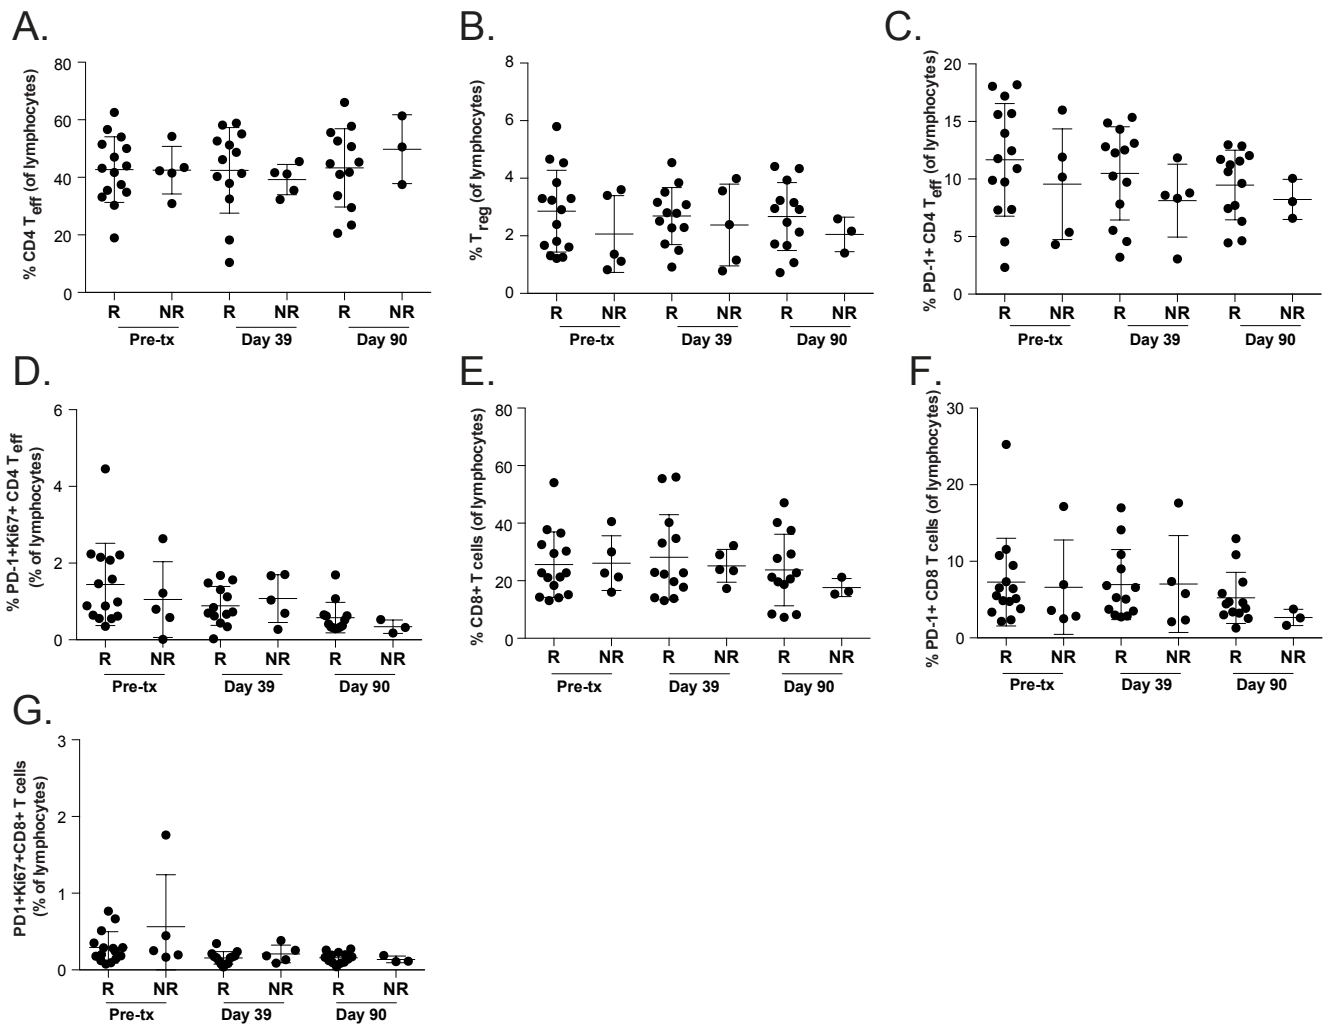 A.
% CD4 Teff (of lymphocytes)
80
60
40
20
0
R NR R NR R NR
Pre-tx Day 39 Day 90
B.
% Treg (of lymphocytes)
8
6
4
2
0
R NR R NR R NR
Pre-tx Day 39 Day 90
C.
% PD-1+ CD4 Teff (of lymphocytes)
20
15
10
5
0
R NR R NR R NR
Pre-tx Day 39 Day 90
D.
% PD-1+Ki67+ CD4 Teff
(% of lymphocytes)
6
4
2
0
R NR R NR R NR
Pre-tx Day 39 Day 90
E.
% CD8+ T cells (of lymphocytes)
80
60
40
20
0
R NR R NR R NR
Pre-tx Day 39 Day 90
F.
% PD-1+ CD8 T cells (of lymphocytes)
30
20
10
0
R NR R NR R NR
Pre-tx Day 39 Day 90
G.
PD1+Ki67+CD8+ T cells
(% of lymphocytes)
3
2
1
0
R NR R NR R NR
Pre-tx Day 39 Day 90